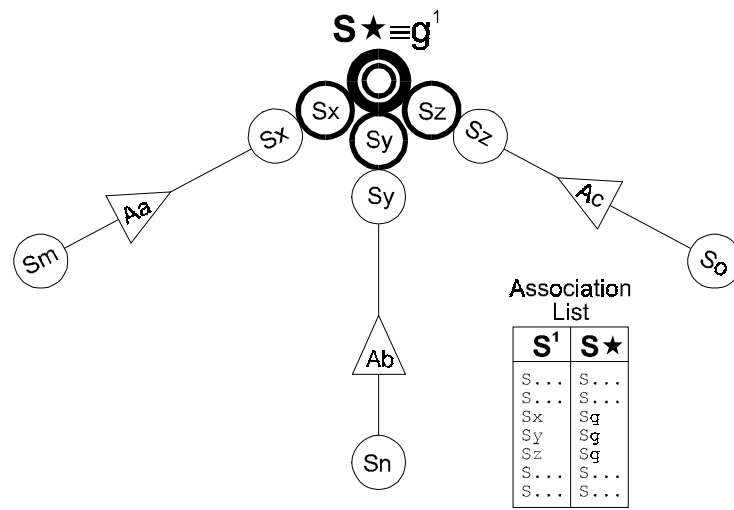 S★≡g¹
Sx Sx Sy Sz Sz
Sy
Aa
Ac
Sm
So
Ab
Sn
Association
List
S¹ S★
S... S...
S... S...
Sx Sg
Sy Sg
Sz Sg
S... S...
S... S...